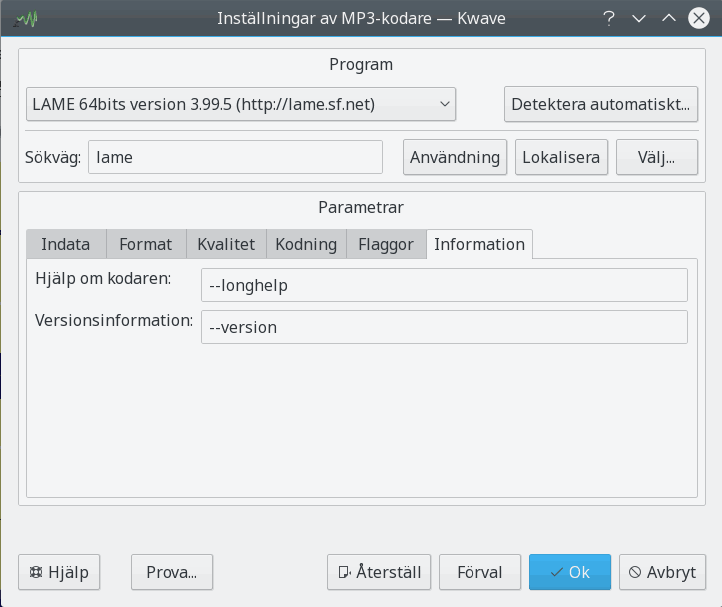 Inställningar av MP3-kodare — Kwave
Program
LAME 64bits version 3.99.5 (http://lame.sf.net) Detektera automatiskt...
Sökväg: lame Användning Lokalisera Välj...
Parametrar
Indata Format Kvalitet Kodning Flaggor Information
Hjälp om kodaren: --longhelp
Versionsinformation: --version
Hjälp Prova... Återställ Förval Ok Avbryt